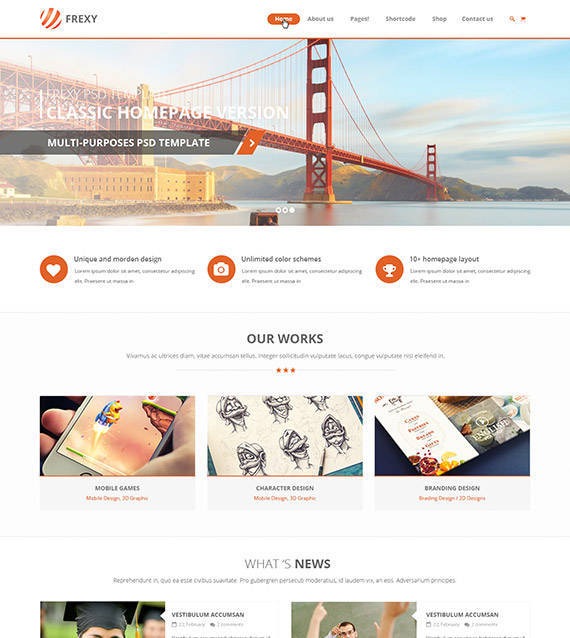 FREXY
Home About us Pages! Shortcode Shop Contact us
FREXY PSD TEMPLATE
CLASSIC HOMEPAGE VERSION
MULTI-PURPOSES PSD TEMPLATE
Unique and morden design
Lorem ipsum dolor sit amet, consectetur adipiscing
elit. Praesent ut massa in
Unlimited color schemes
Lorem ipsum dolor sit amet, consectetur adipiscing
elit. Praesent ut massa in
10+ homepage layout
Lorem ipsum dolor sit amet, consectetur adipiscing
elit. Praesent ut massa in
OUR WORKS
Vivamus ac ultrices diam, vitae accumsan tellus. Integer sollicitudin vulputate lacus, congue vulputate nisl eleifend in.
MOBILE GAMES
Mobile Design, 2D Graphic
CHARACTER DESIGN
Mobile Design, 3D Graphic
BRANDING DESIGN
Brading Design / 2D Designs
WHAT 'S NEWS
Reprehendunt in, quo ea esse civibus suavitate. Pro gubergren persecuti moderatius, id laudem vix, an eos. Adversarium principes.
VESTIBULUM ACCUMSAN
22,February 2 comments
VESTIBULUM ACCUMSAN
22,February 2 comments